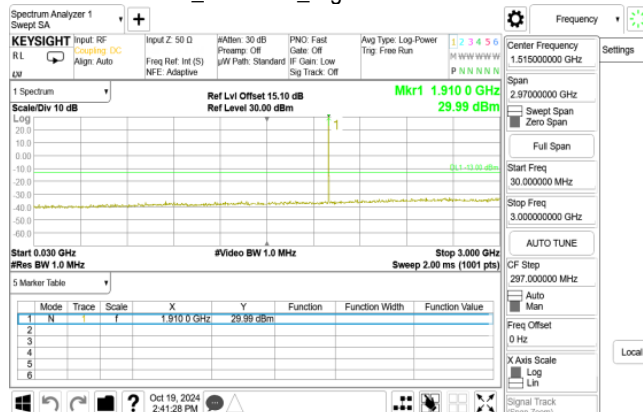 Spectrum Analyzer 1
Swept SA
+
Frequency
KEYSIGHT
R L
Input: RF
Coupling: DC
Align: Auto
Input Z: 50 Ω
Freq Ref: Int (S)
NFE: Adaptive
#Atten: 30 dB
Preamp: Off
µW Path: Standard
PNO: Fast
Gate: Off
IF Gain: Low
Sig Track: Off
Avg Type: Log-Power
Trig: Free Run
1 2 3 4 5 6
M W W W W W
P N N N N N
Center Frequency
1.515000000 GHz
Settings
1 Spectrum
Scale/Div 10 dB
Ref Lvl Offset 15.10 dB
Ref Level 30.00 dBm
Mkr1 1.910 0 GHz
29.99 dBm
Span
2.97000000 GHz
Swept Span
Zero Span
Full Span
Start Freq
30.000000 MHz
Stop Freq
3.000000000 GHz
AUTO TUNE
CF Step
297.000000 MHz
Auto
Man
Freq Offset
0 Hz
X Axis Scale
Log
Lin
Signal Track
(Span Zoom)
Local
Log
20.0
10.0
0.00
-10.0
-20.0
-30.0
-40.0
-50.0
-60.0
1
DL1 -13.00 dBm
Start 0.030 GHz
#Res BW 1.0 MHz
#Video BW 1.0 MHz
Stop 3.000 GHz
Sweep 2.00 ms (1001 pts)
5 Marker Table
Mode Trace Scale X Y Function Function Width Function Value
1 N 1 f 1.910 0 GHz 29.99 dBm
2
3
4
5
6
?
Oct 19, 2024
2:41:28 PM